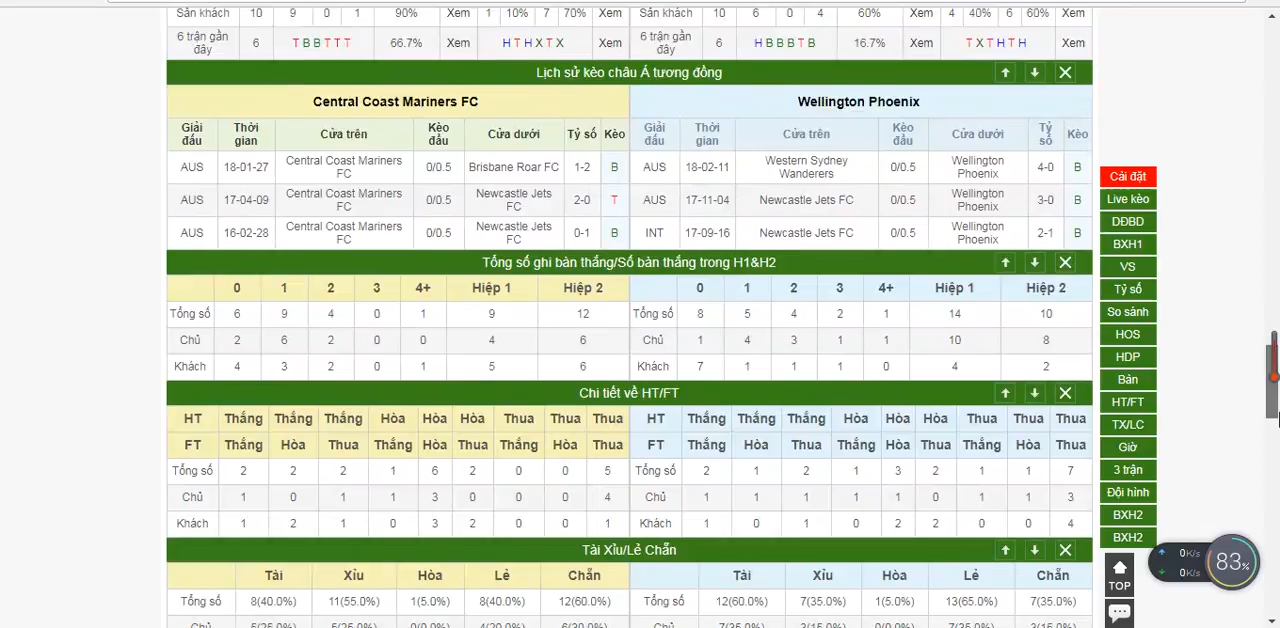 Sân khách 10 9 0 1 90% Xem 1 10% 7 70% Xem Sân khách 10 6 0 4 60% Xem 4 40% 6 60% Xem
6 trận gần đây 6 T B B T T T 66.7% Xem H T H X T X Xem 6 trận gần đây 6 H B B B T B 16.7% Xem T X T H T H Xem
Lịch sử kèo châu Á tương đồng
Central Coast Mariners FC Wellington Phoenix
Giải đấu Thời gian Cửa trên Kèo đấu Cửa dưới Tỷ số Kèo Giải đấu Thời gian Cửa trên Kèo đấu Cửa dưới Tỷ số Kèo
AUS 18-01-27 Central Coast Mariners FC 0/0.5 Brisbane Roar FC 1-2 B AUS 18-02-11 Western Sydney Wanderers 0/0.5 Wellington Phoenix 4-0 B
AUS 17-04-09 Central Coast Mariners FC 0/0.5 Newcastle Jets FC 2-0 T AUS 17-11-04 Newcastle Jets FC 0/0.5 Wellington Phoenix 3-0 B
AUS 16-02-28 Central Coast Mariners FC 0/0.5 Newcastle Jets FC 0-1 B INT 17-09-16 Newcastle Jets FC 0/0.5 Wellington Phoenix 2-1 B
Tổng số ghi bàn thắng/Số bàn thắng trong H1&H2
0 1 2 3 4+ Hiệp 1 Hiệp 2 0 1 2 3 4+ Hiệp 1 Hiệp 2
Tổng số 6 9 4 0 1 9 12 Tổng số 8 5 4 2 1 14 10
Chủ 2 6 2 0 0 4 6 Chủ 1 4 3 1 1 10 8
Khách 4 3 2 0 1 5 6 Khách 7 1 1 1 0 4 2
Chi tiết về HT/FT
HT Thắng Thắng Thắng Hòa Hòa Hòa Thua Thua Thua HT Thắng Thắng Thắng Hòa Hòa Hòa Thua Thua Thua
FT Thắng Hòa Thua Thắng Hòa Thua Thắng Hòa Thua FT Thắng Hòa Thua Thắng Hòa Thua Thắng Hòa Thua
Tổng số 2 2 2 1 6 2 0 0 5 Tổng số 2 1 2 1 3 2 1 1 7
Chủ 1 0 1 1 3 0 0 0 4 Chủ 1 1 1 1 1 0 1 1 3
Khách 1 2 1 0 3 2 0 0 1 Khách 1 0 1 0 2 2 0 0 4
Tài Xỉu/Lẻ Chẵn
Tài Xỉu Hòa Lẻ Chẵn Tài Xỉu Hòa Lẻ Chẵn
Tổng số 8(40.0%) 11(55.0%) 1(5.0%) 8(40.0%) 12(60.0%) Tổng số 12(60.0%) 7(35.0%) 1(5.0%) 13(65.0%) 7(35.0%)
Cài đặt
Live kèo
DĐBD
BXH1
VS
Tỷ số
So sánh
HOS
HDP
Bàn
HT/FT
TX/LC
Giờ
3 trận
Đội hình
BXH2
BXH2
TOP
0K/s
0K/s
83%